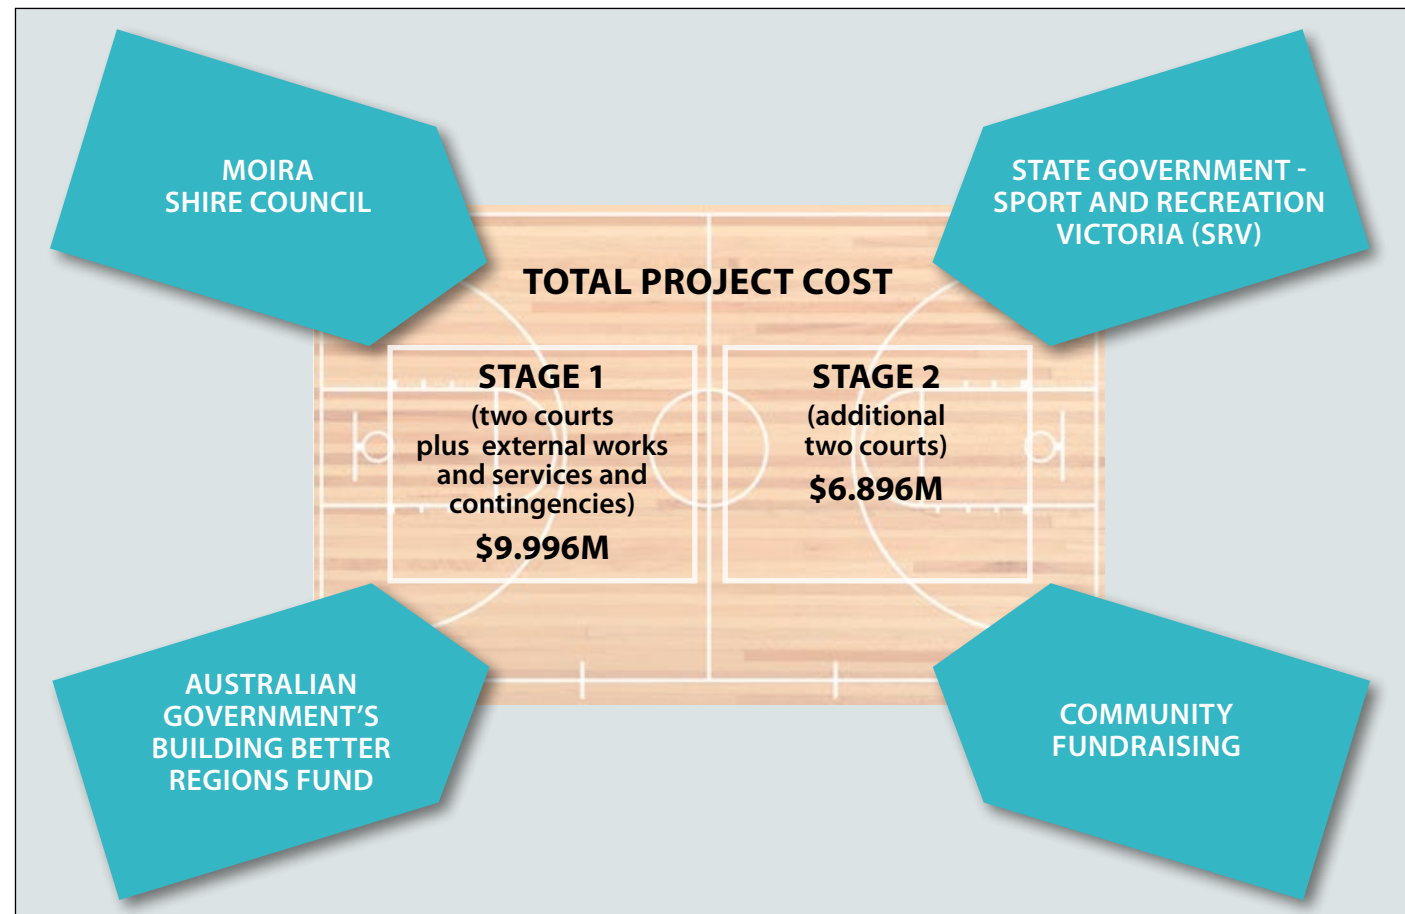 MOIRA
SHIRE COUNCIL
STATE GOVERNMENT -
SPORT AND RECREATION
VICTORIA (SRV)
TOTAL PROJECT COST
STAGE 1
(two courts
plus external works
and services and
contingencies)
$9.996M
STAGE 2
(additional
two courts)
$6.896M
AUSTRALIAN
GOVERNMENT’S
BUILDING BETTER
REGIONS FUND
COMMUNITY
FUNDRAISING